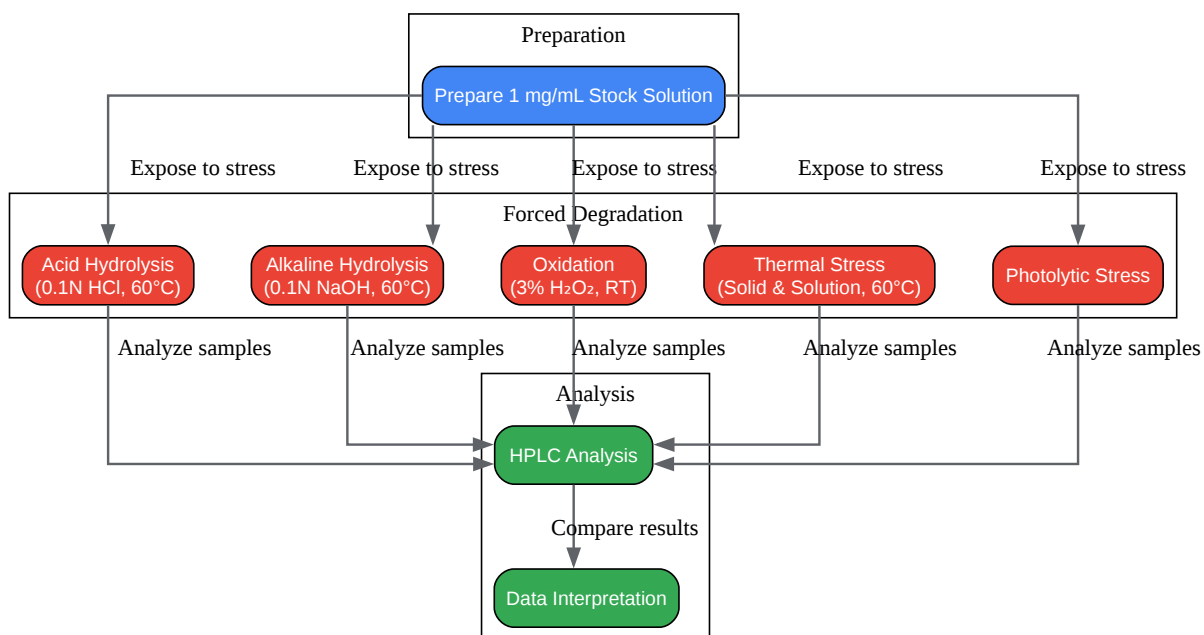 Preparation
Prepare 1 mg/mL Stock Solution
Expose to stress
Expose to stress
Expose to stress
Expose to stress
Expose to stress
Forced Degradation
Acid Hydrolysis
(0.1N HCl, 60°C)
Alkaline Hydrolysis
(0.1N NaOH, 60°C)
Oxidation
(3% H₂O₂, RT)
Thermal Stress
(Solid & Solution, 60°C)
Photolytic Stress
Analyze samples
Analyze samples
Analyze samples
Analyze samples
Analyze samples
Analysis
HPLC Analysis
Compare results
Data Interpretation